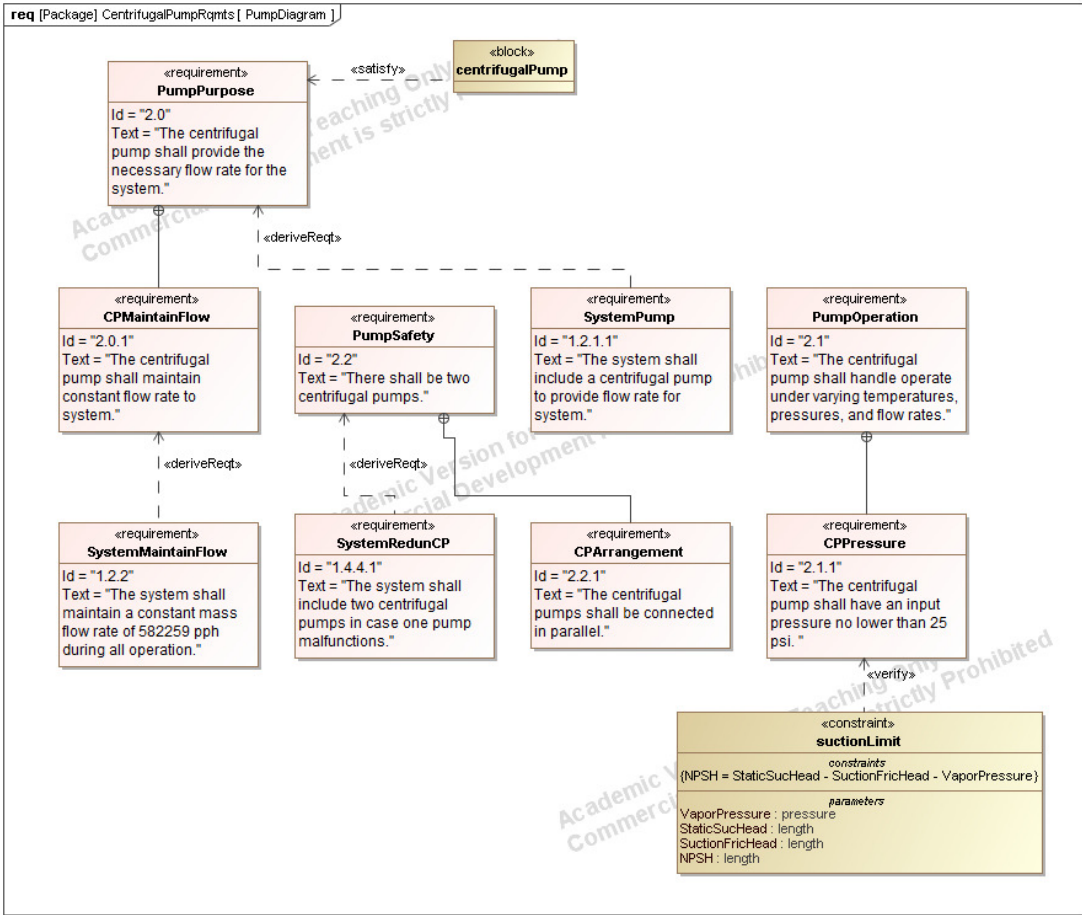 req [Package] CentrifugalPumpRqmts [ PumpDiagram ]
«block»
centrifugalPump
«satisfy»
«requirement»
PumpPurpose
Id = "2.0"
Text = "The centrifugal
pump shall provide the
necessary flow rate for the
system."
«deriveReqt»
«requirement»
CPMaintainFlow
Id = "2.0.1"
Text = "The centrifugal
pump shall maintain
constant flow rate to
system."
«requirement»
PumpSafety
Id = "2.2"
Text = "There shall be two
centrifugal pumps."
«requirement»
SystemPump
Id = "1.2.1.1"
Text = "The system shall
include a centrifugal pump
to provide flow rate for
system."
«requirement»
PumpOperation
Id = "2.1"
Text = "The centrifugal
pump shall handle operate
under varying temperatures,
pressures, and flow rates."
«deriveReqt»
«deriveReqt»
«requirement»
SystemMaintainFlow
Id = "1.2.2"
Text = "The system shall
maintain a constant mass
flow rate of 582259 pph
during all operation."
«requirement»
SystemRedunCP
Id = "1.4.4.1"
Text = "The system shall
include two centrifugal
pumps in case one pump
malfunctions."
«requirement»
CPArrangement
Id = "2.2.1"
Text = "The centrifugal
pumps shall be connected
in parallel."
«requirement»
CPPressure
Id = "2.1.1"
Text = "The centrifugal
pump shall have an input
pressure no lower than 25
psi. "
«verify»
«constraint»
suctionLimit
constraints
{NPSH = StaticSucHead - SuctionFricHead - VaporPressure}
parameters
VaporPressure : pressure
StaticSucHead : length
SuctionFricHead : length
NPSH : length